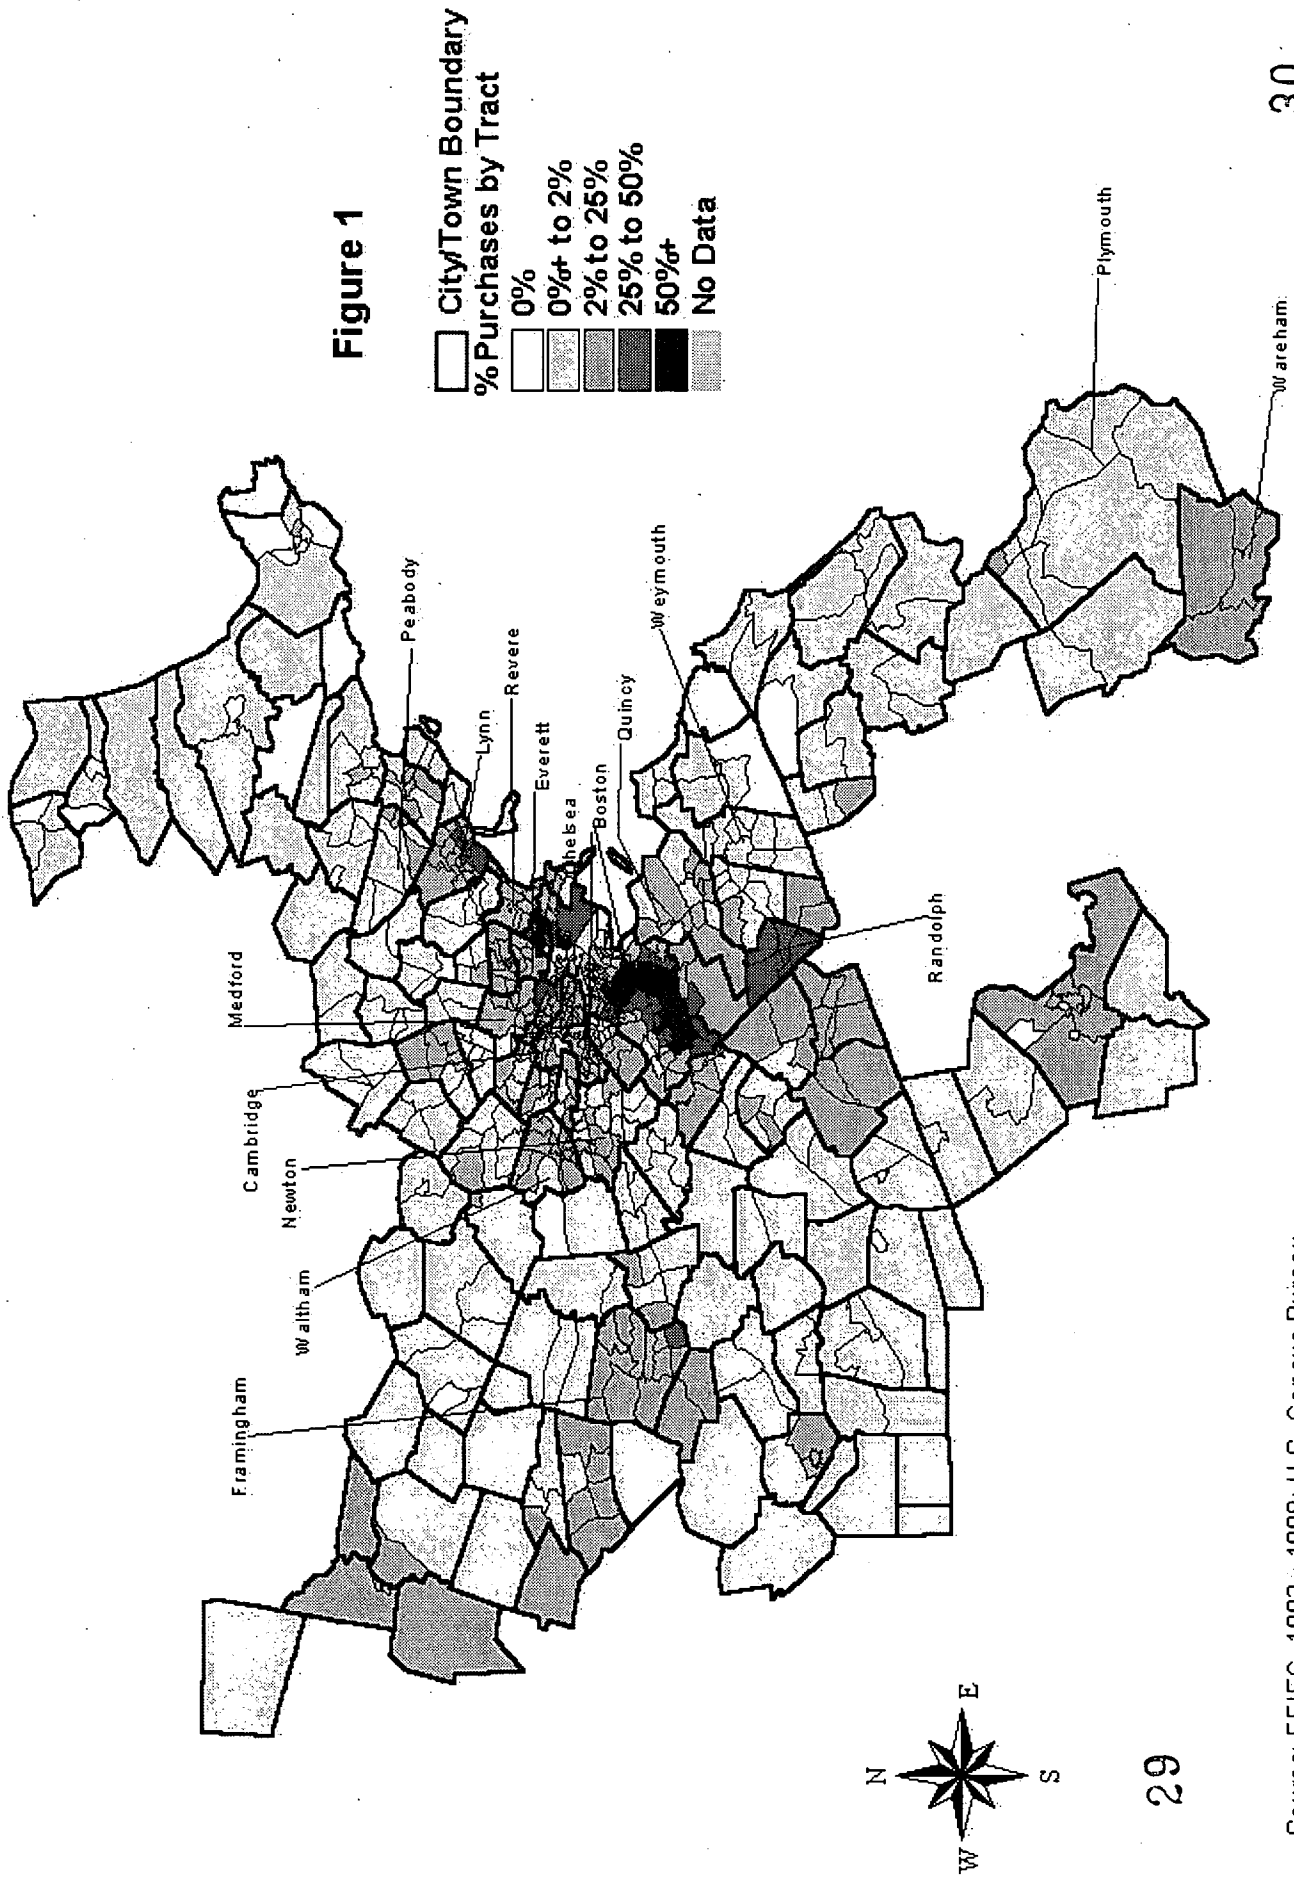 Figure 1
City/Town Boundary
% Purchases by Tract
0%
0%+ to 2%
2% to 25%
25% to 50%
50%+
No Data
Framingham
Waltham
Newton
Cambridge
Medford
Peabody
Lynn
Revere
Everett
Boston
Quincy
Weymouth
Randolph
Plymouth
Wareham
N
W
E
S
29
30